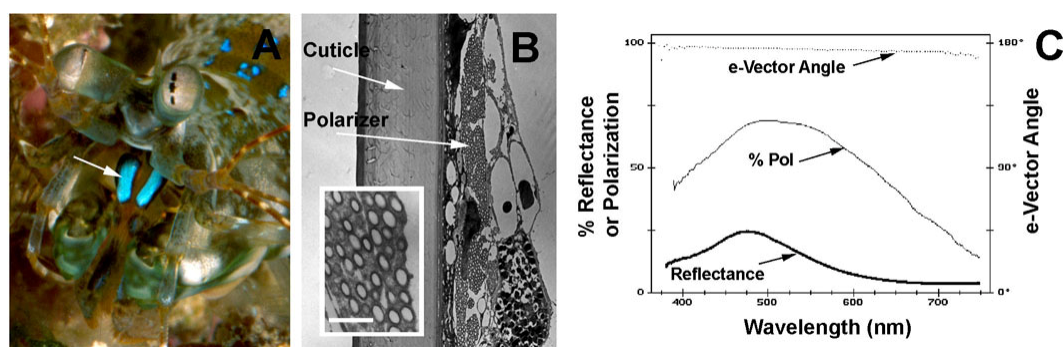 A
B
Cuticle
Polarizer
C
100
50
0
% Reflectance
or Polarization
e-Vector Angle
% Pol
Reflectance
180°
90°
0°
e-Vector Angle
400
500
600
700
Wavelength (nm)